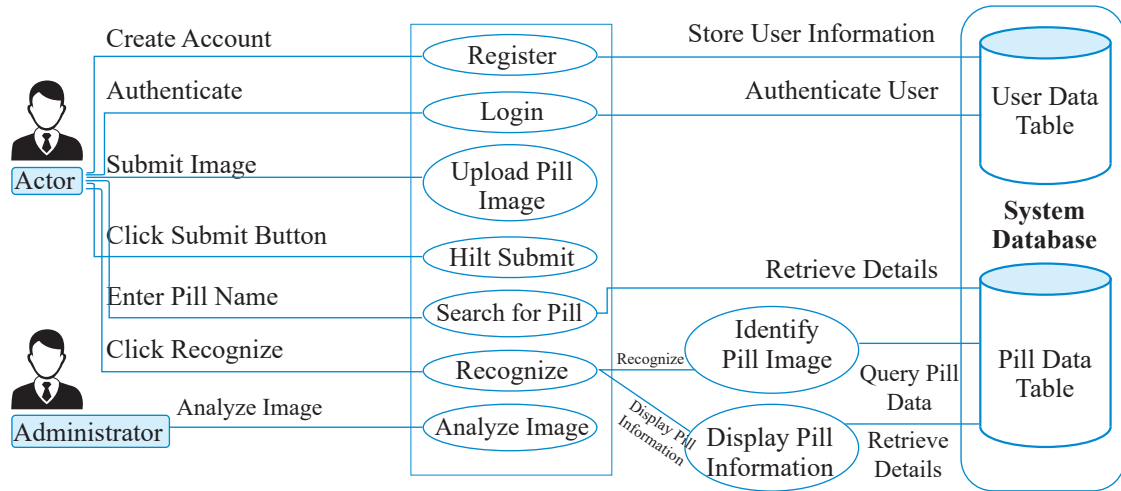 Create Account
Authenticate
Actor
Submit Image
Click Submit Button
Enter Pill Name
Click Recognize
Administrator
Analyze Image
Register
Login
Upload Pill
Image
Hilt Submit
Search for Pill
Recognize
Analyze Image
Store User Information
Authenticate User
Retrieve Details
Recognize
Identify
Pill Image
Query Pill
Data
Display Pill
Information
Display Pill
Information
Retrieve
Details
User Data
Table
System
Database
Pill Data
Table